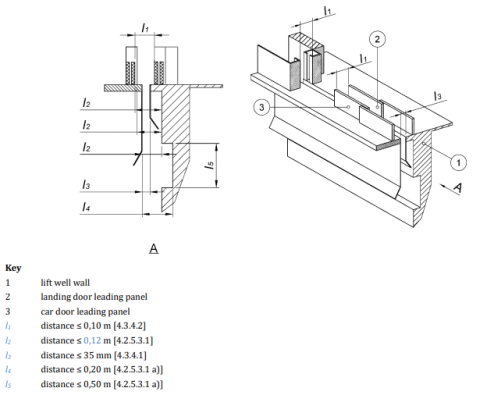 l1
l2
l2
l2
l3
l4
l5
A
l1
l1
l3
2
3
1
A
Key
1 lift well wall
2 landing door leading panel
3 car door leading panel
l1 distance ≤ 0,10 m [4.3.4.2]
l2 distance ≤ 0,12 m [4.2.5.3.1]
l3 distance ≤ 35 mm [4.3.4.1]
l4 distance ≤ 0,20 m [4.2.5.3.1 a)]
l5 distance ≤ 0,50 m [4.2.5.3.1 a)]